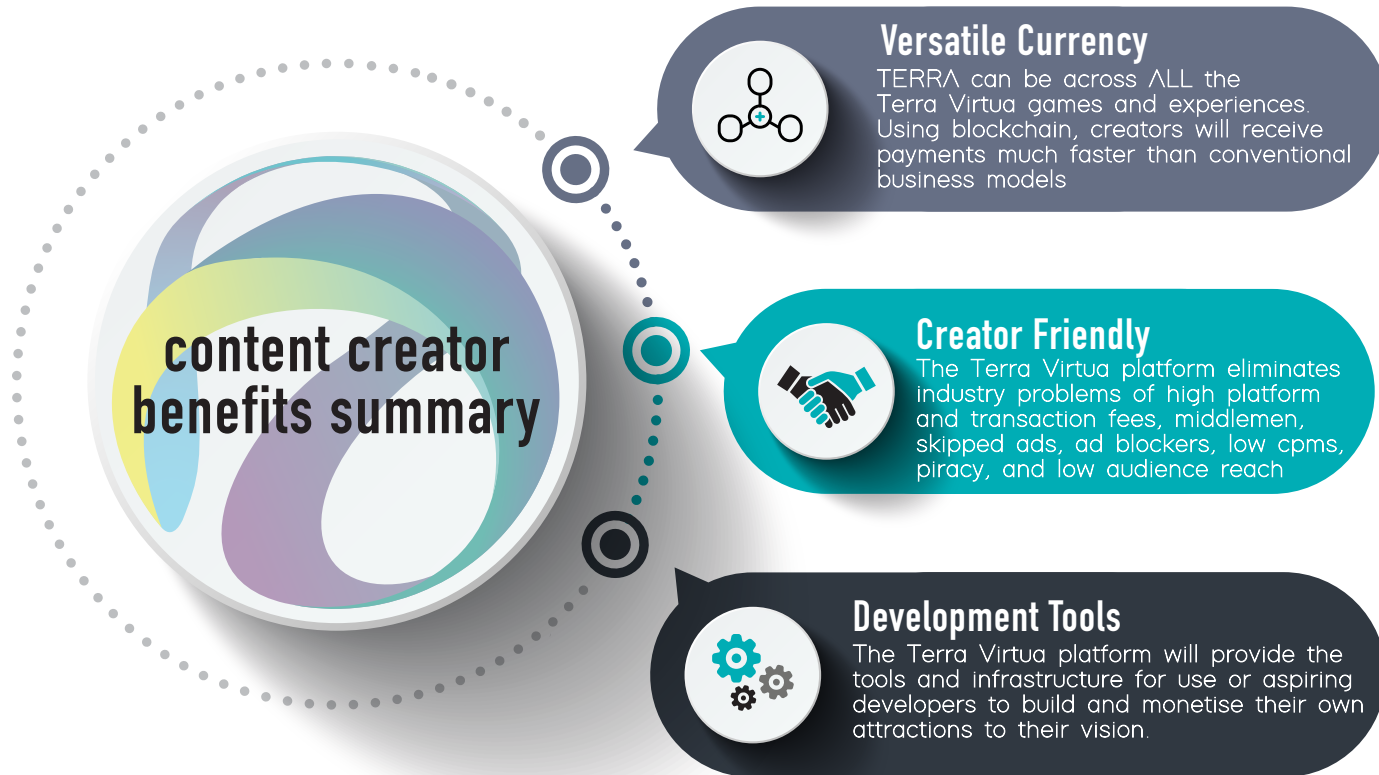 content creator
benefits summary
Versatile Currency
TERRA can be across ALL the
Terra Virtua games and experiences.
Using blockchain, creators will receive
payments much faster than conventional
business models
Creator Friendly
The Terra Virtua platform eliminates
industry problems of high platform
and transaction fees, middlemen,
skipped ads, ad blockers, low cpms,
piracy, and low audience reach
Development Tools
The Terra Virtua platform will provide the
tools and infrastructure for use or aspiring
developers to build and monetise their own
attractions to their vision.